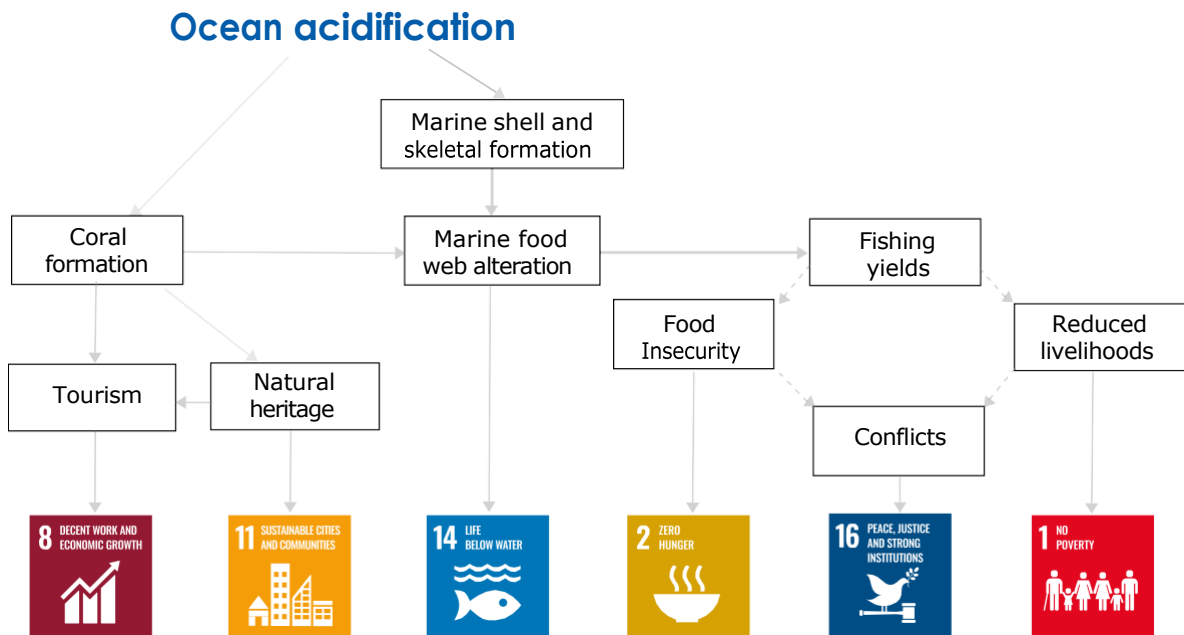 Ocean acidification
Marine shell and
skeletal formation
Coral
formation
Marine food
web alteration
Fishing
yields
Food
Insecurity
Reduced
livelihoods
Tourism
Natural
heritage
Conflicts
8 DECENT WORK AND
ECONOMIC GROWTH
11 SUSTAINABLE CITIES
AND COMMUNITIES
14 LIFE
BELOW WATER
2 ZERO
HUNGER
16 PEACE, JUSTICE
AND STRONG
INSTITUTIONS
1 NO
POVERTY